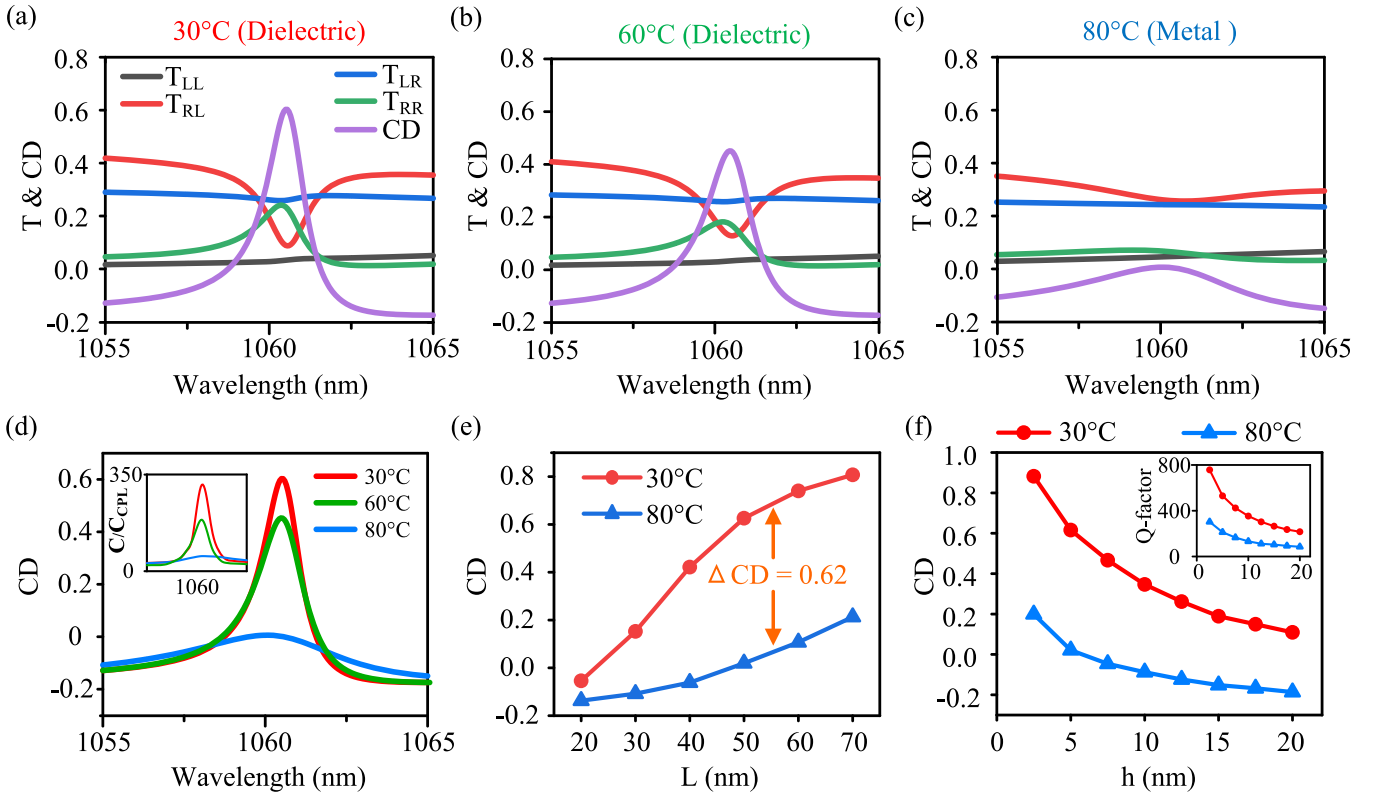 (a)
30°C (Dielectric)
0.8
0.6
0.4
0.2
0.0
-0.2
T & CD
T_LL
T_RL
T_LR
T_RR
CD
1055
1060
1065
Wavelength (nm)
(b)
60°C (Dielectric)
0.8
0.6
0.4
0.2
0.0
-0.2
T & CD
1055
1060
1065
Wavelength (nm)
(c)
80°C (Metal )
0.8
0.6
0.4
0.2
0.0
-0.2
T & CD
1055
1060
1065
Wavelength (nm)
(d)
0.6
0.4
0.2
0
-0.2
CD
350
0
C/C_CPL
1060
30°C
60°C
80°C
1055
1060
1065
Wavelength (nm)
(e)
0.8
0.6
0.4
0.2
0.0
-0.2
CD
30°C
80°C
Δ CD = 0.62
20
30
40
50
60
70
L (nm)
(f)
30°C
80°C
1.0
0.8
0.6
0.4
0.2
0.0
-0.2
CD
800
400
0
Q-factor
0
10
20
0
5
10
15
20
h (nm)